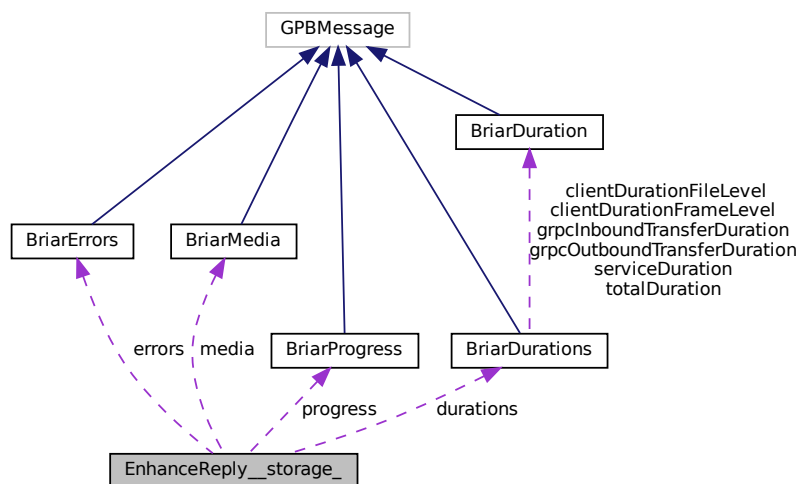 GPBMessage
BriarDuration
clientDurationFileLevel
clientDurationFrameLevel
grpcInboundTransferDuration
grpcOutboundTransferDuration
serviceDuration
totalDuration
BriarErrors
BriarMedia
BriarProgress
BriarDurations
errors
media
progress
durations
EnhanceReply__storage_